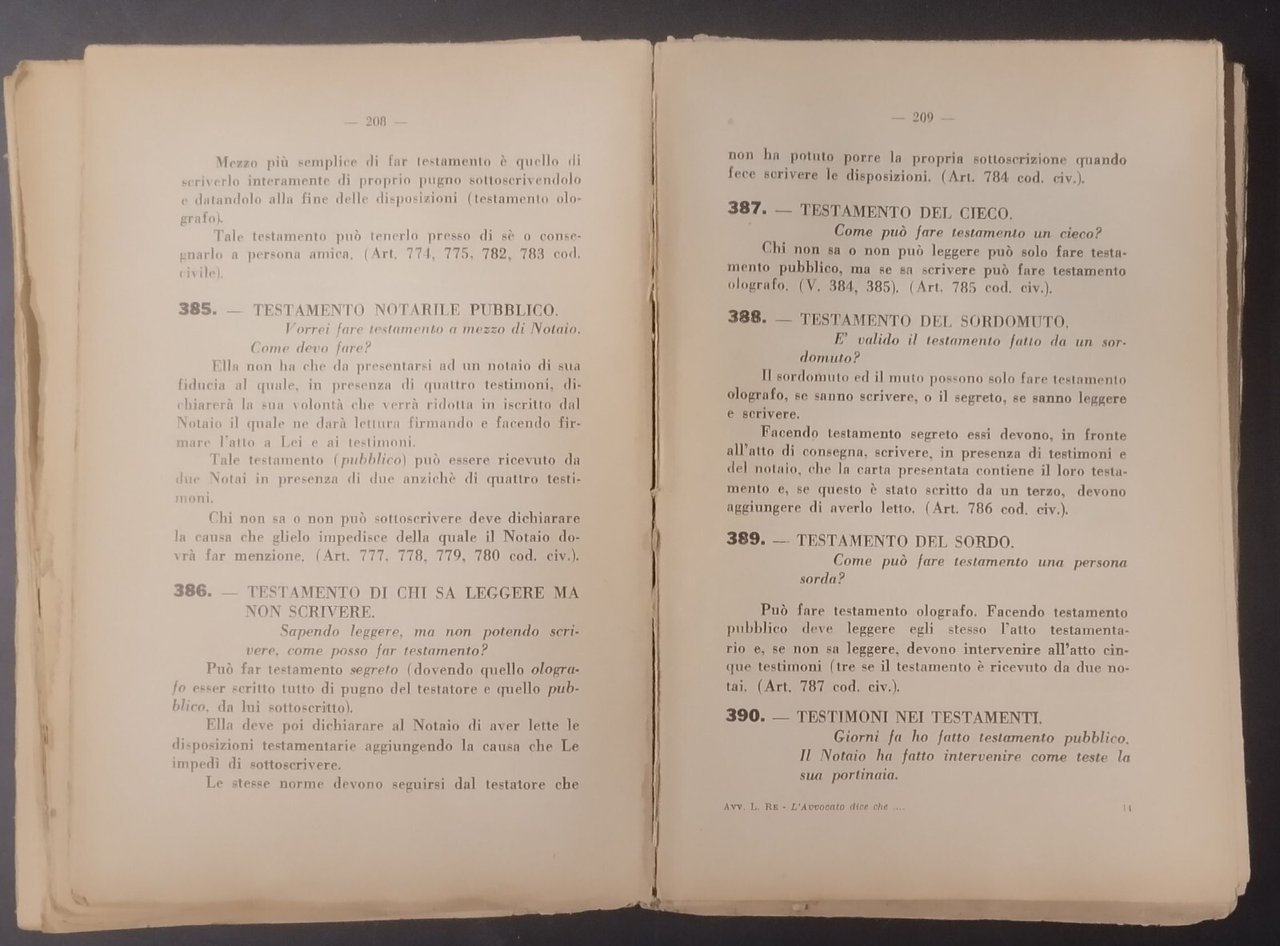 — 208 —
Mezzo più semplice di far testamento è quello di
scriverlo interamente di proprio pugno sottoscrivendolo
e datandolo alla fine delle disposizioni (testamento olo-
grafo).
Tale testamento può tenerlo presso di sè o conse-
gnarlo a persona amica. (Art. 774, 775, 782, 783 cod.
civile).
385. — TESTAMENTO NOTARILE PUBBLICO.
Vorrei fare testamento a mezzo di Notaio.
Come devo fare?
Ella non ha che da presentarsi ad un notaio di sua
fiducia al quale, in presenza di quattro testimoni, di-
chiarerà la sua volontà che verrà ridotta in iscritto dal
Notaio il quale ne darà lettura firmando e facendo fir-
mare l'atto a Lei e ai testimoni.
Tale testamento (pubblico) può essere ricevuto da
due Notai in presenza di due anzichè di quattro testi-
moni.
Chi non sa o non può sottoscrivere deve dichiarare
la causa che glielo impedisce della quale il Notaio do-
vrà far menzione. (Art. 777, 778, 779, 780 cod. civ.).
386. — TESTAMENTO DI CHI SA LEGGERE MA
NON SCRIVERE.
Sapendo leggere, ma non potendo scri-
vere, come posso far testamento?
Può far testamento segreto (dovendo quello ologra-
fo esser scritto tutto di pugno del testatore e quello pub-
blico, da lui sottoscritto).
Ella deve poi dichiarare al Notaio di aver lette le
disposizioni testamentarie aggiungendo la causa che Le
impedì di sottoscrivere.
Le stesse norme devono seguirsi dal testatore che
— 209 —
non ha potuto porre la propria sottoscrizione quando
fece scrivere le disposizioni. (Art. 784 cod. civ.).
387. — TESTAMENTO DEL CIECO.
Come può fare testamento un cieco?
Chi non sa o non può leggere può solo fare testa-
mento pubblico, ma se sa scrivere può fare testamento
olografo. (V. 384, 385). (Art. 785 cod. civ.).
388. — TESTAMENTO DEL SORDOMUTO.
E' valido il testamento fatto da un sor-
domuto?
Il sordomuto ed il muto possono solo fare testamento
olografo, se sanno scrivere, o il segreto, se sanno leggere
e scrivere.
Facendo testamento segreto essi devono, in fronte
all'atto di consegna, scrivere, in presenza di testimoni e
del notaio, che la carta presentata contiene il loro testa-
mento e, se questo è stato scritto da un terzo, devono
aggiungere di averlo letto. (Art. 786 cod. civ.).
389. — TESTAMENTO DEL SORDO.
Come può fare testamento una persona
sorda?
Può fare testamento olografo. Facendo testamento
pubblico deve leggere egli stesso l'atto testamenta-
rio e, se non sa leggere, devono intervenire all'atto cin-
que testimoni (tre se il testamento è ricevuto da due no-
tai. (Art. 787 cod. civ.).
390. — TESTIMONI NEI TESTAMENTI.
Giorni fa ho fatto testamento pubblico.
Il Notaio ha fatto intervenire come teste la
sua portinaia.
AVV. L. RE - L'Avvocato dice che ....
14